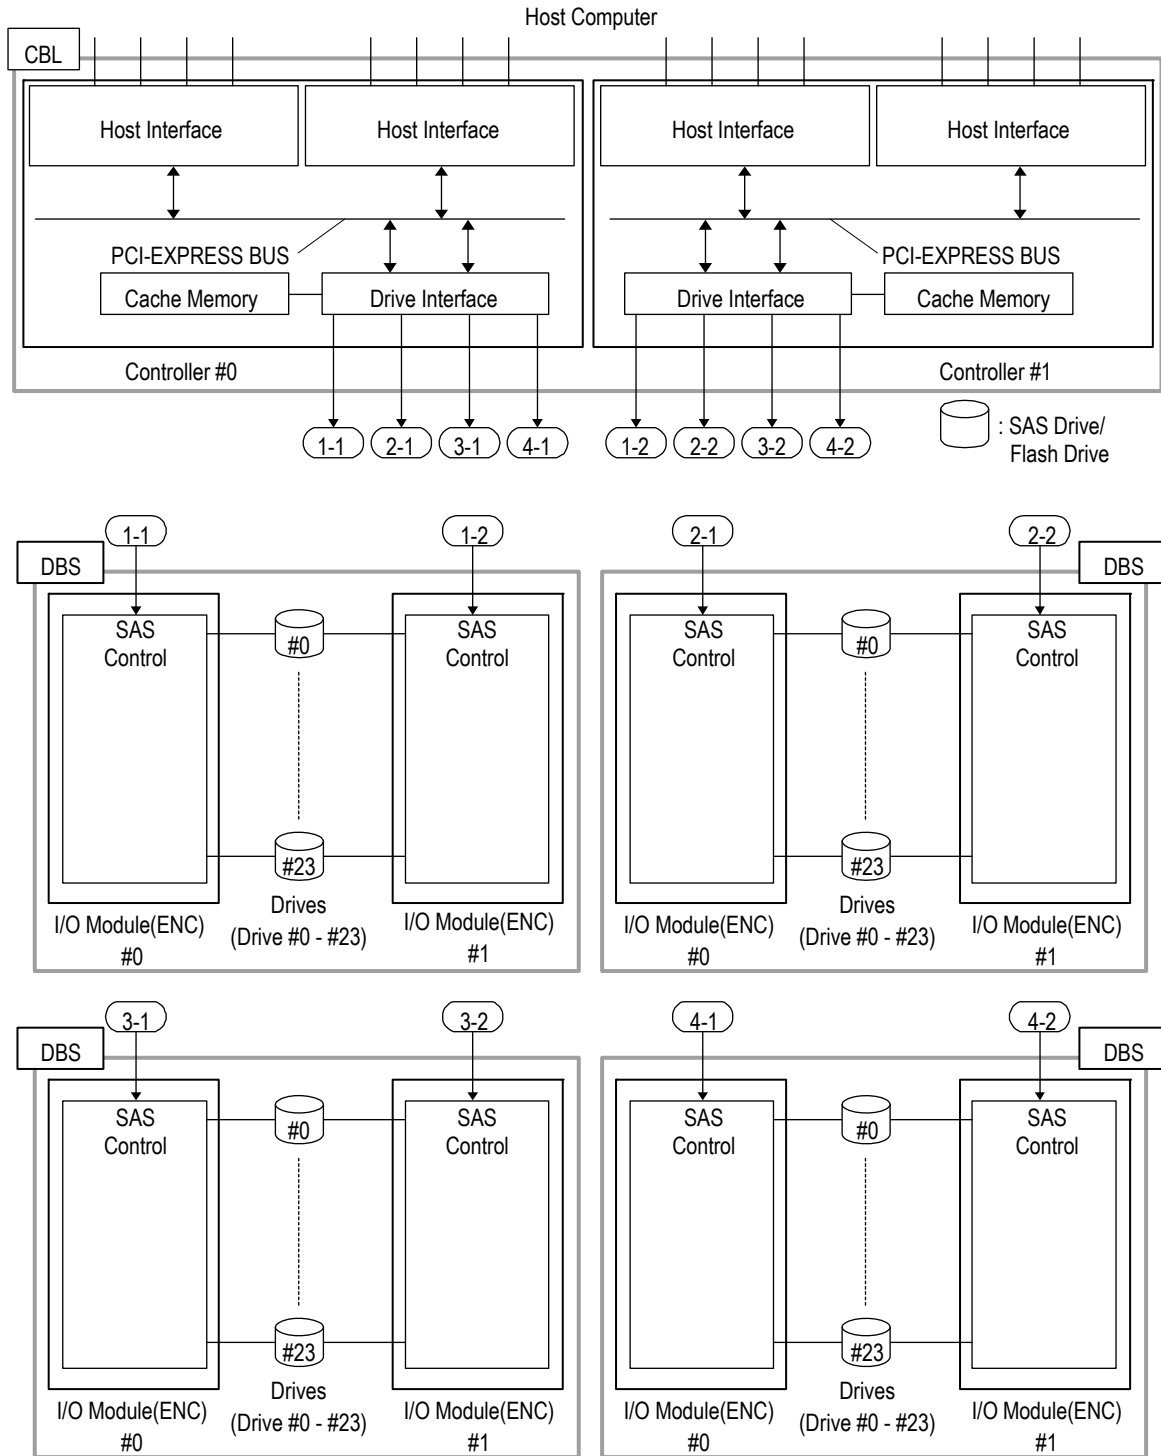 Host Computer
CBL
Host Interface
Host Interface
Host Interface
Host Interface
PCI-EXPRESS BUS
PCI-EXPRESS BUS
Cache Memory
Drive Interface
Drive Interface
Cache Memory
Controller #0
Controller #1
1-1
2-1
3-1
4-1
1-2
2-2
3-2
4-2
: SAS Drive/
Flash Drive
1-1
1-2
DBS
SAS
Control
#0
SAS
Control
#23
I/O Module(ENC)
#0
Drives
(Drive #0 - #23)
I/O Module(ENC)
#1
2-1
2-2
DBS
SAS
Control
#0
SAS
Control
#23
I/O Module(ENC)
#0
Drives
(Drive #0 - #23)
I/O Module(ENC)
#1
3-1
3-2
DBS
SAS
Control
#0
SAS
Control
#23
I/O Module(ENC)
#0
Drives
(Drive #0 - #23)
I/O Module(ENC)
#1
4-1
4-2
DBS
SAS
Control
#0
SAS
Control
#23
I/O Module(ENC)
#0
Drives
(Drive #0 - #23)
I/O Module(ENC)
#1